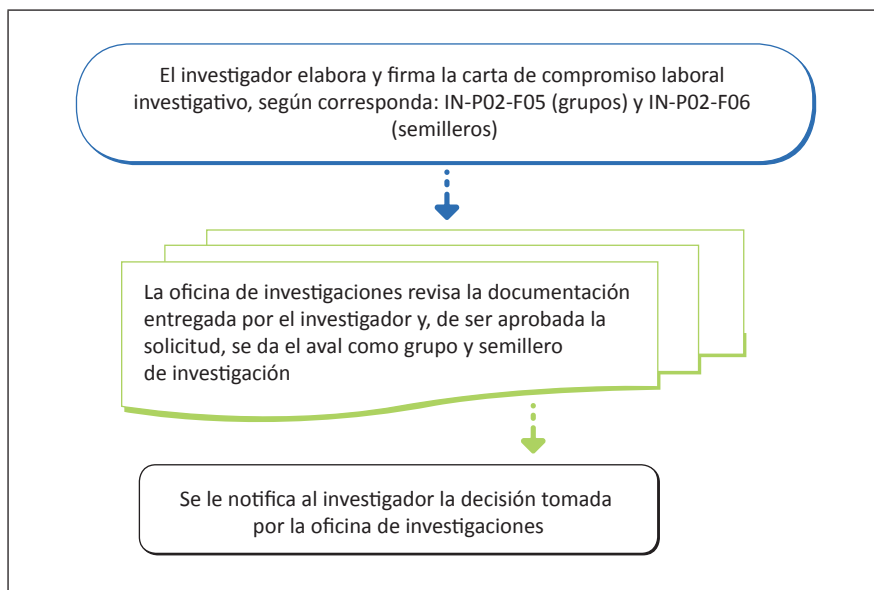 El investigador elabora y firma la carta de compromiso laboral
investigativo, según corresponda: IN-P02-F05 (grupos) y IN-P02-F06
(semilleros)
La oficina de investigaciones revisa la documentación
entregada por el investigador y, de ser aprobada la
solicitud, se da el aval como grupo y semillero
de investigación
Se le notifica al investigador la decisión tomada
por la oficina de investigaciones